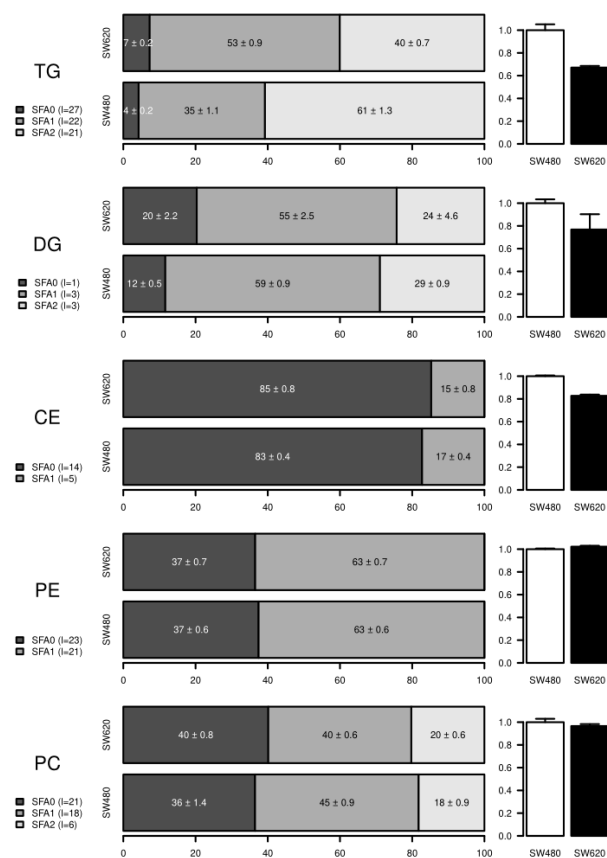 TG
SFA0 (l=27)
SFA1 (l=22)
SFA2 (l=21)
SW620
7 ± 0.2
53 ± 0.9
40 ± 0.7
SW480
4 ± 0.2
35 ± 1.1
61 ± 1.3
0 20 40 60 80 100
1.0
0.8
0.6
0.4
0.2
0.0
SW480 SW620
DG
SFA0 (l=1)
SFA1 (l=3)
SFA2 (l=3)
SW620
20 ± 2.2
55 ± 2.5
24 ± 4.6
SW480
12 ± 0.5
59 ± 0.9
29 ± 0.9
0 20 40 60 80 100
1.0
0.8
0.6
0.4
0.2
0.0
SW480 SW620
CE
SFA0 (l=14)
SFA1 (l=5)
SW620
85 ± 0.8
15 ± 0.8
SW480
83 ± 0.4
17 ± 0.4
0 20 40 60 80 100
1.0
0.8
0.6
0.4
0.2
0.0
SW480 SW620
PE
SFA0 (l=23)
SFA1 (l=21)
SW620
37 ± 0.7
63 ± 0.7
SW480
37 ± 0.6
63 ± 0.6
0 20 40 60 80 100
1.0
0.8
0.6
0.4
0.2
0.0
SW480 SW620
PC
SFA0 (l=21)
SFA1 (l=18)
SFA2 (l=6)
SW620
40 ± 0.8
40 ± 0.6
20 ± 0.6
SW480
36 ± 1.4
45 ± 0.9
18 ± 0.9
0 20 40 60 80 100
1.0
0.8
0.6
0.4
0.2
0.0
SW480 SW620